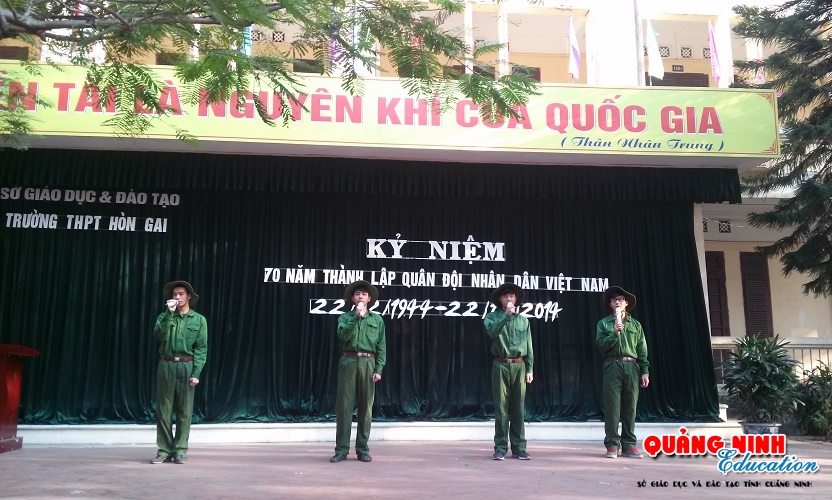 TÀI LÀ NGUYÊN KHÍ CỦA QUỐC GIA
(Thân Nhân Trung)
SỞ GIÁO DỤC & ĐÀO TẠO
TRƯỜNG THPT HÒN GAI
KỶ NIỆM
70 NĂM THÀNH LẬP QUÂN ĐỘI NHÂN DÂN VIỆT NAM
QUẢNG NINH
Education
SỞ GIÁO DỤC VÀ ĐÀO TẠO TỈNH QUẢNG NINH